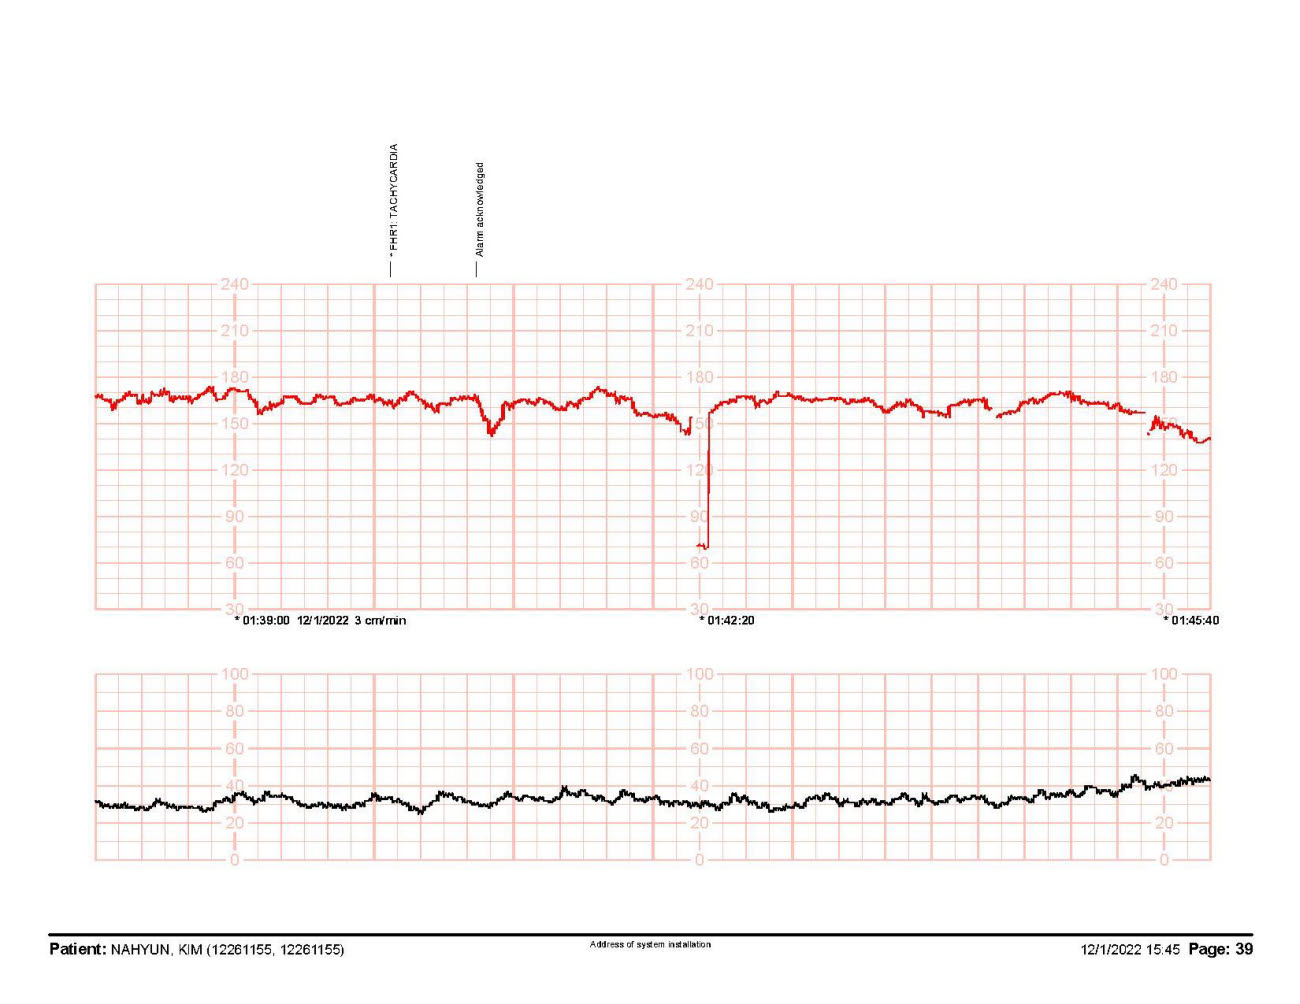 * FHR1: TACHYCARDIA
Alarm acknowledged
240 240 240
210 210 210
180 180 180
150 150 150
120 120 120
90 90 90
60 60 60
30 30 30
* 01:39:00 12/1/2022 3 cm/min * 01:42:20 * 01:45:40
100 100 100
80 80 80
60 60 60
40 40 40
20 20 20
0 0 0
Patient: NAHYUN, KIM (12261155, 12261155) Address of system installation 12/1/2022 15:45 Page: 39